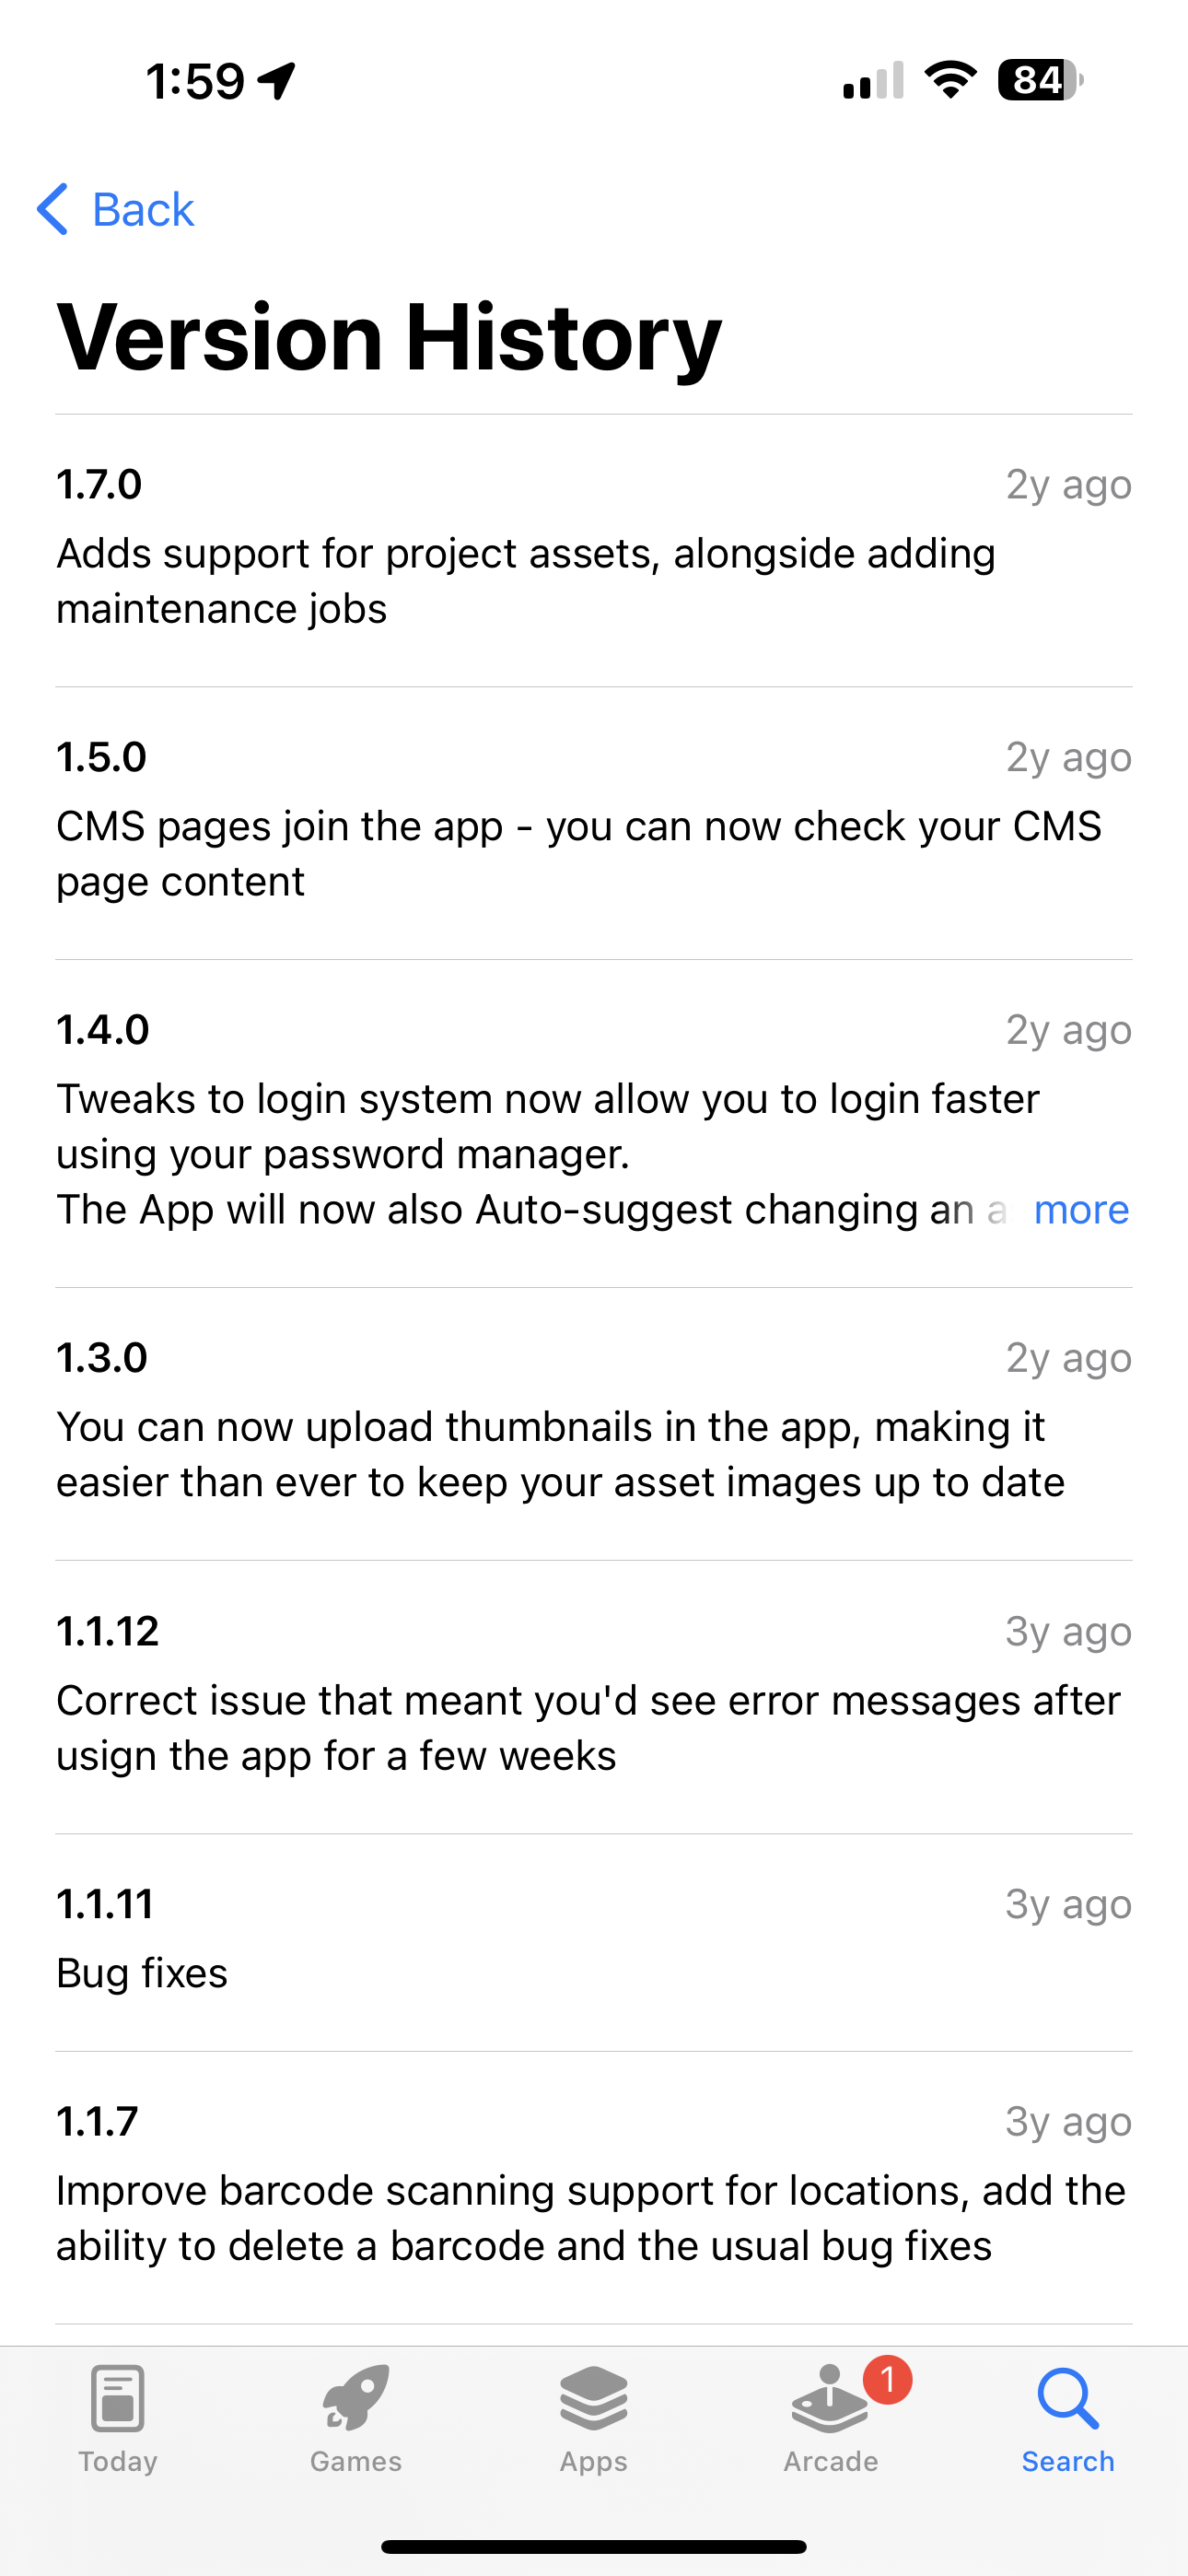 1:59
84
Back
Version History
1.7.0
2y ago
Adds support for project assets, alongside adding
maintenance jobs
1.5.0
2y ago
CMS pages join the app - you can now check your CMS
page content
1.4.0
2y ago
Tweaks to login system now allow you to login faster
using your password manager.
The App will now also Auto-suggest changing an a
more
1.3.0
2y ago
You can now upload thumbnails in the app, making it
easier than ever to keep your asset images up to date
1.1.12
3y ago
Correct issue that meant you'd see error messages after
usign the app for a few weeks
1.1.11
3y ago
Bug fixes
1.1.7
3y ago
Improve barcode scanning support for locations, add the
ability to delete a barcode and the usual bug fixes
1
Today
Games
Apps
Arcade
Search